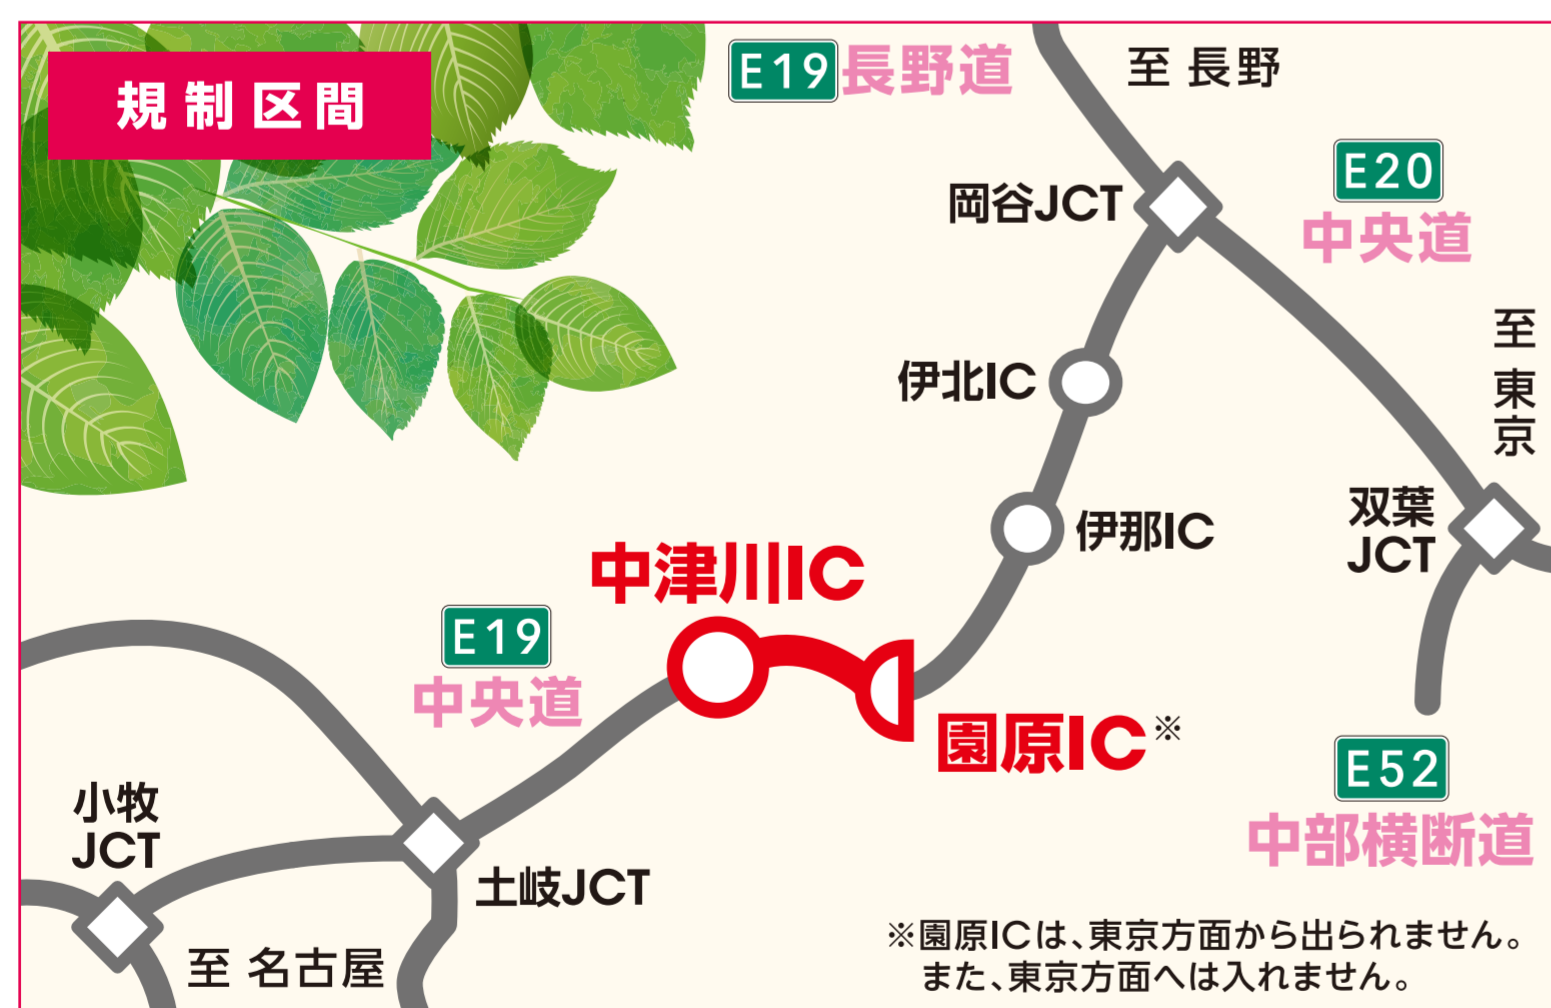 規制区間
E19 長野道
至 長野
E20
中央道
岡谷JCT
至 東京
伊北IC
伊那IC
双葉
JCT
中津川IC
E19
中央道
園原IC※
E52
中部横断道
小牧
JCT
土岐JCT
至 名古屋
※園原ICは、東京方面から出られません。
また、東京方面へは入れません。